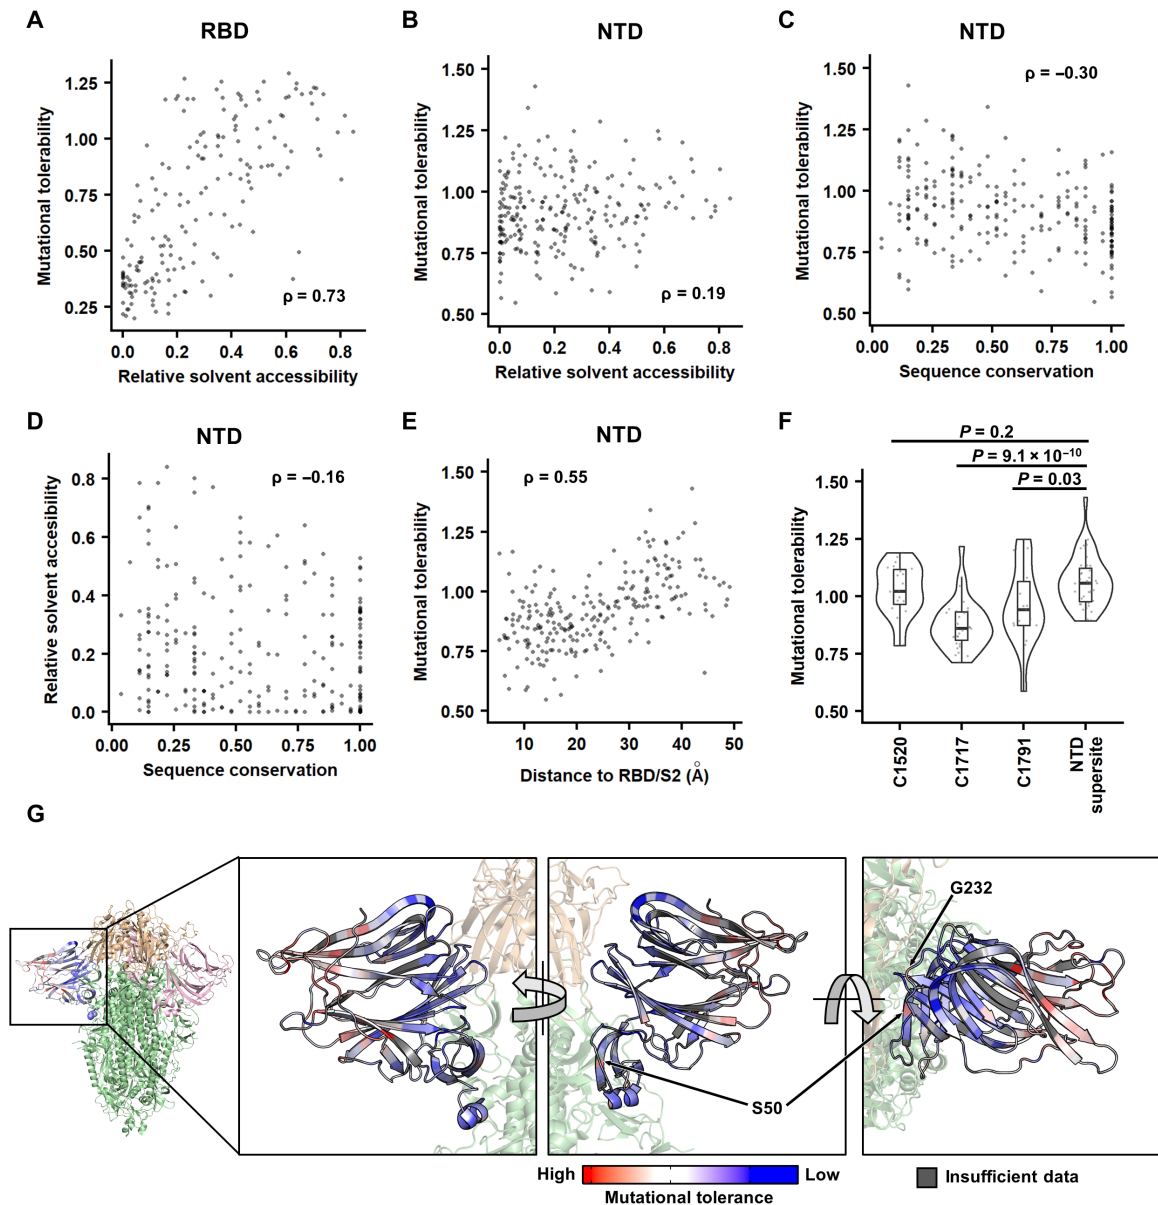 A
RBD
1.25
1.00
0.75
0.50
0.25
Mutational tolerability
ρ = 0.73
0.0 0.2 0.4 0.6 0.8
Relative solvent accessibility
B
NTD
1.50
1.25
1.00
0.75
0.50
Mutational tolerability
ρ = 0.19
0.0 0.2 0.4 0.6 0.8
Relative solvent accessibility
C
NTD
1.50
1.25
1.00
0.75
0.50
Mutational tolerability
ρ = –0.30
0.00 0.25 0.50 0.75 1.00
Sequence conservation
D
NTD
0.8
0.6
0.4
0.2
0.0
Relative solvent accesibility
ρ = –0.16
0.00 0.25 0.50 0.75 1.00
Sequence conservation
E
NTD
1.50
1.25
1.00
0.75
0.50
Mutational tolerability
ρ = 0.55
10 20 30 40 50
Distance to RBD/S2 (Å)
F
P = 0.2
P = 9.1 × 10⁻¹⁰
P = 0.03
1.50
1.25
1.00
0.75
0.50
Mutational tolerability
C1520
C1717
C1791
NTD
supersite
G
G232
S50
High
Low
Mutational tolerance
Insufficient data